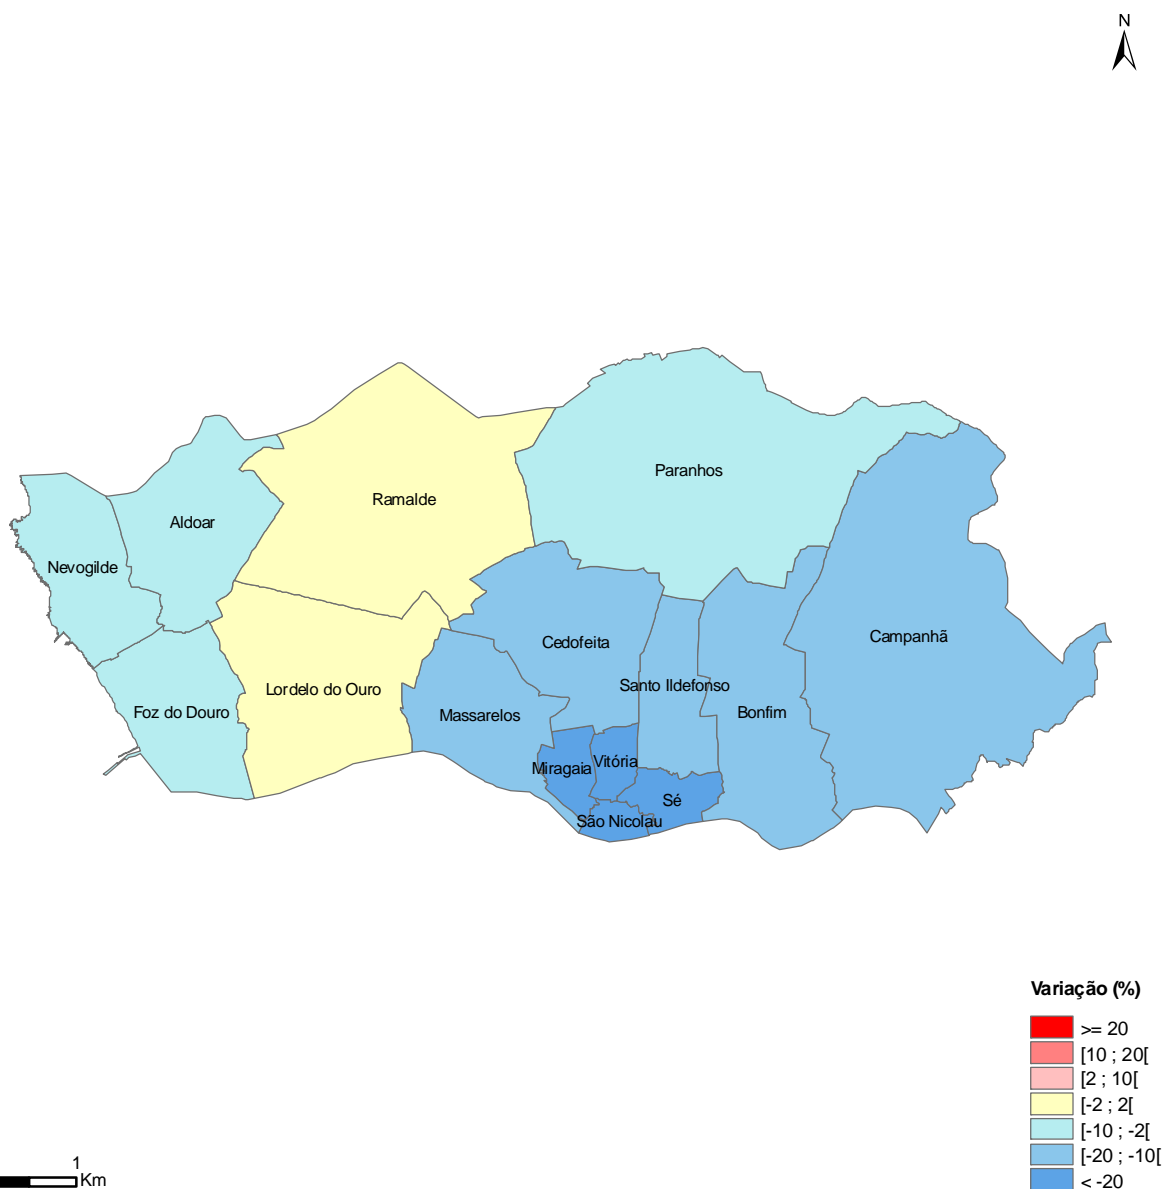 N
Paranhos
Ramalde
Aldoar
Nevogilde
Campanhã
Cedofeita
Santo Ildefonso
Lordelo do Ouro
Foz do Douro
Massarelos
Bonfim
Miragaia
Vitória
Sé
São Nicolau
Variação (%)
>= 20
[10 ; 20[
[2 ; 10[
[-2 ; 2[
[-10 ; -2[
[-20 ; -10[
< -20
1
Km